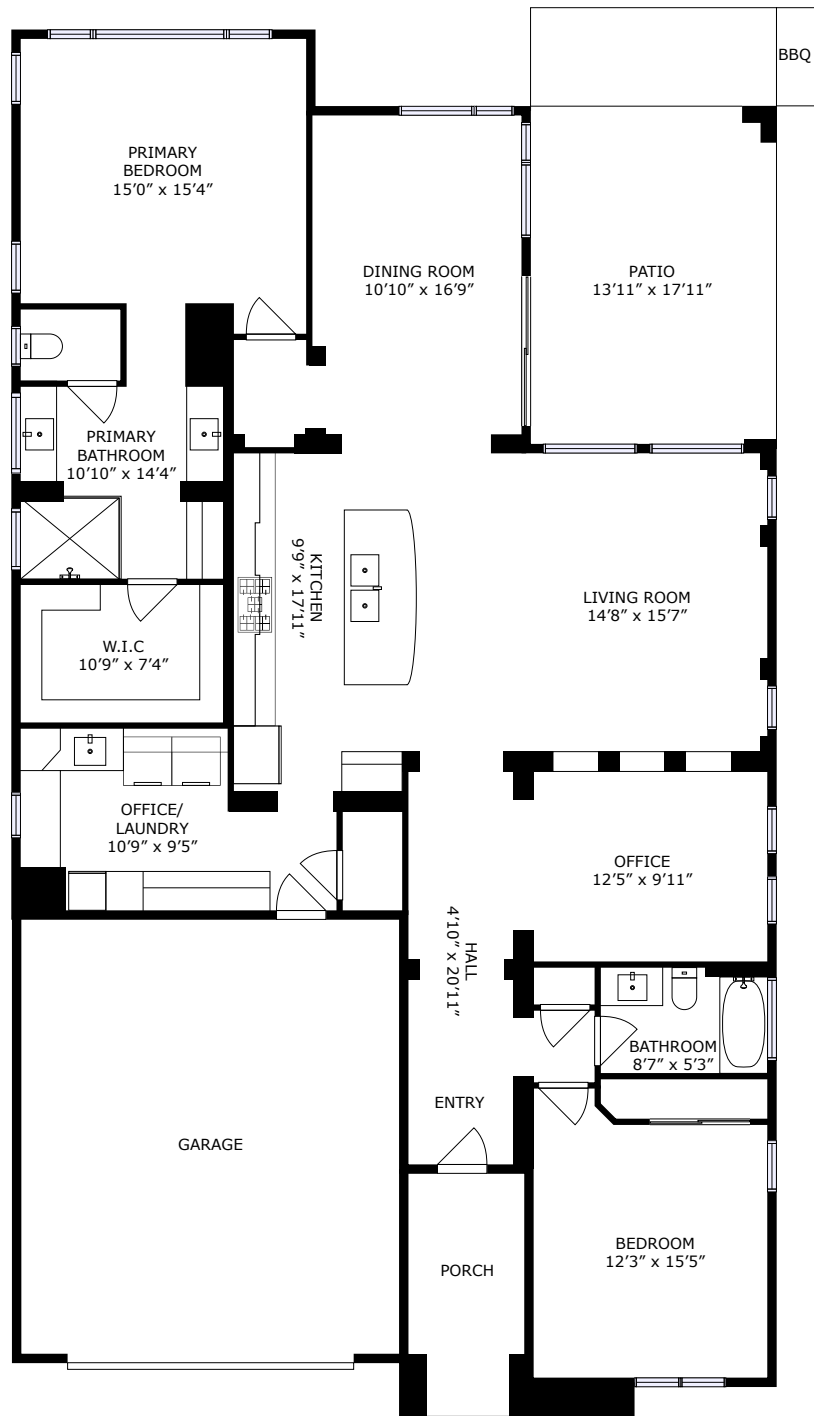 BBQ
PRIMARY
BEDROOM
15’0” x 15’4”
DINING ROOM
10’10” x 16’9”
PATIO
13’11” x 17’11”
PRIMARY
BATHROOM
10’10” x 14’4”
KITCHEN
9’9” x 17’11”
LIVING ROOM
14’8” x 15’7”
W.I.C
10’9” x 7’4”
OFFICE/
LAUNDRY
10’9” x 9’5”
OFFICE
12’5” x 9’11”
HALL
4’10” x 20’11”
BATHROOM
8’7” x 5’3”
ENTRY
GARAGE
BEDROOM
12’3” x 15’5”
PORCH